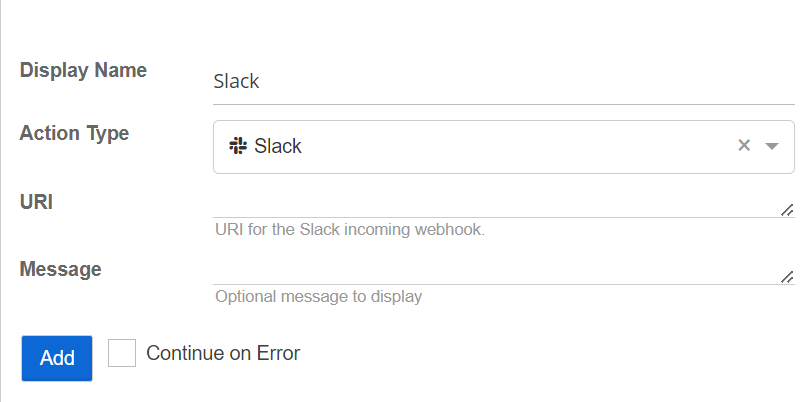 Display Name
Slack
Action Type
Slack
URI
URI for the Slack incoming webhook.
Message
Optional message to display
Add
Continue on Error